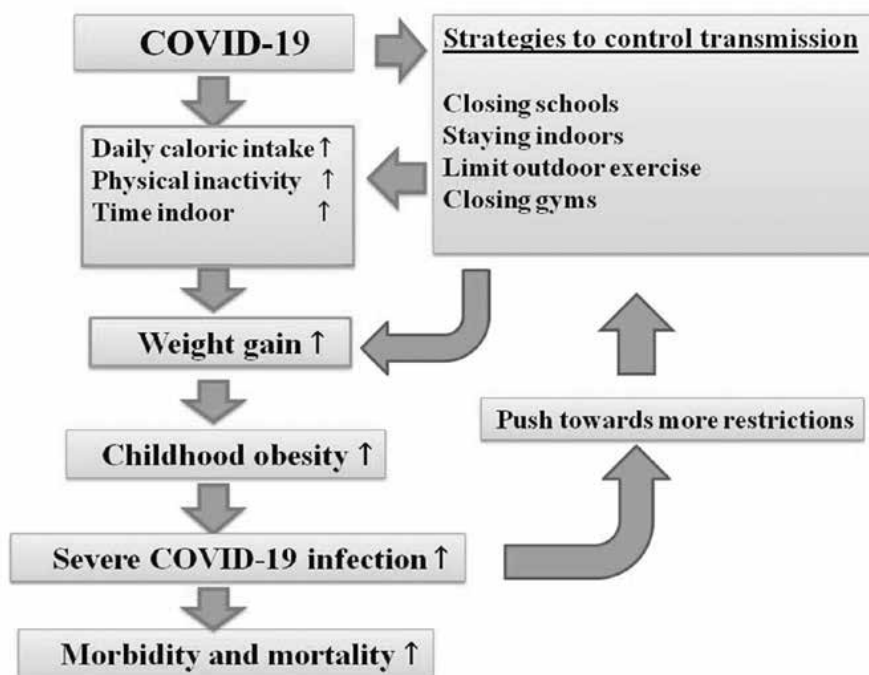 COVID-19
Strategies to control transmission
Closing schools
Staying indoors
Limit outdoor exercise
Closing gyms
Daily caloric intake ↑
Physical inactivity ↑
Time indoor ↑
Weight gain ↑
Push towards more restrictions
Childhood obesity ↑
Severe COVID-19 infection ↑
Morbidity and mortality ↑